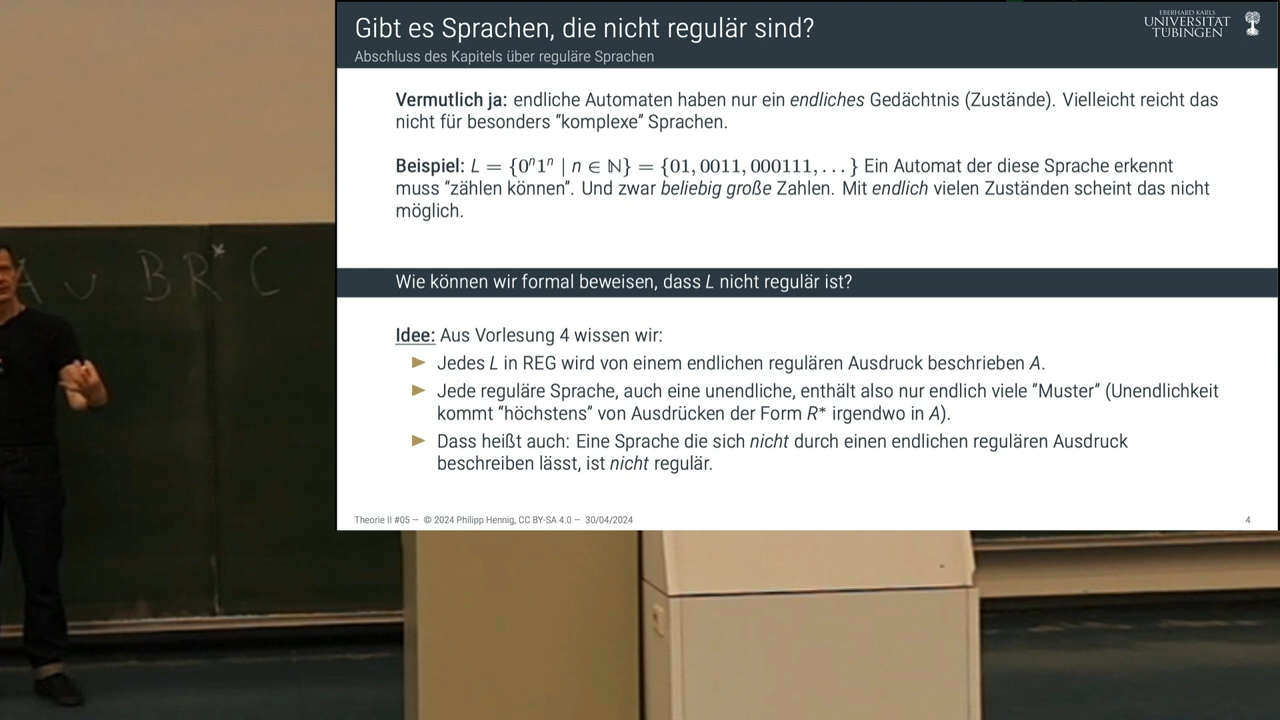 Gibt es Sprachen, die nicht regulär sind?
Abschluss des Kapitels über reguläre Sprachen
EBERHARD KARLS
UNIVERSITÄT
TÜBINGEN
Vermutlich ja: endliche Automaten haben nur ein endliches Gedächtnis (Zustände). Vielleicht reicht das
nicht für besonders "komplexe" Sprachen.
Beispiel: L = {0ⁿ1ⁿ | n ∈ ℕ} = {01, 0011, 000111, . . . } Ein Automat der diese Sprache erkennt
muss "zählen können". Und zwar beliebig große Zahlen. Mit endlich vielen Zuständen scheint das nicht
möglich.
A ∪ B R* C
Wie können wir formal beweisen, dass L nicht regulär ist?
Idee: Aus Vorlesung 4 wissen wir:
► Jedes L in REG wird von einem endlichen regulären Ausdruck beschrieben A.
► Jede reguläre Sprache, auch eine unendliche, enthält also nur endlich viele "Muster" (Unendlichkeit
kommt "höchstens" von Ausdrücken der Form R* irgendwo in A).
► Dass heißt auch: Eine Sprache die sich nicht durch einen endlichen regulären Ausdruck
beschreiben lässt, ist nicht regulär.
Theorie II #05 — © 2024 Philipp Hennig, CC BY-SA 4.0 — 30/04/2024
4